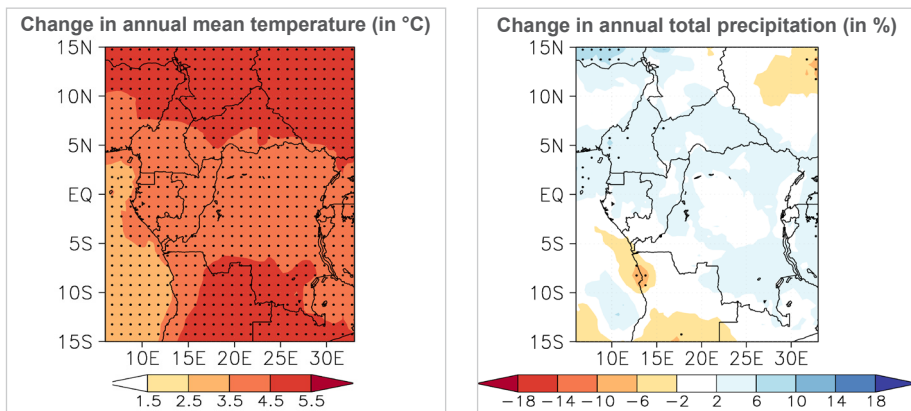 Change in annual mean temperature (in °C)
15N
10N
5N
EQ
5S
10S
15S
10E 15E 20E 25E 30E
1.5 2.5 3.5 4.5 5.5
Change in annual total precipitation (in %)
15N
10N
5N
EQ
5S
10S
15S
10E 15E 20E 25E 30E
−18 −14 −10 −6 −2 2 6 10 14 18